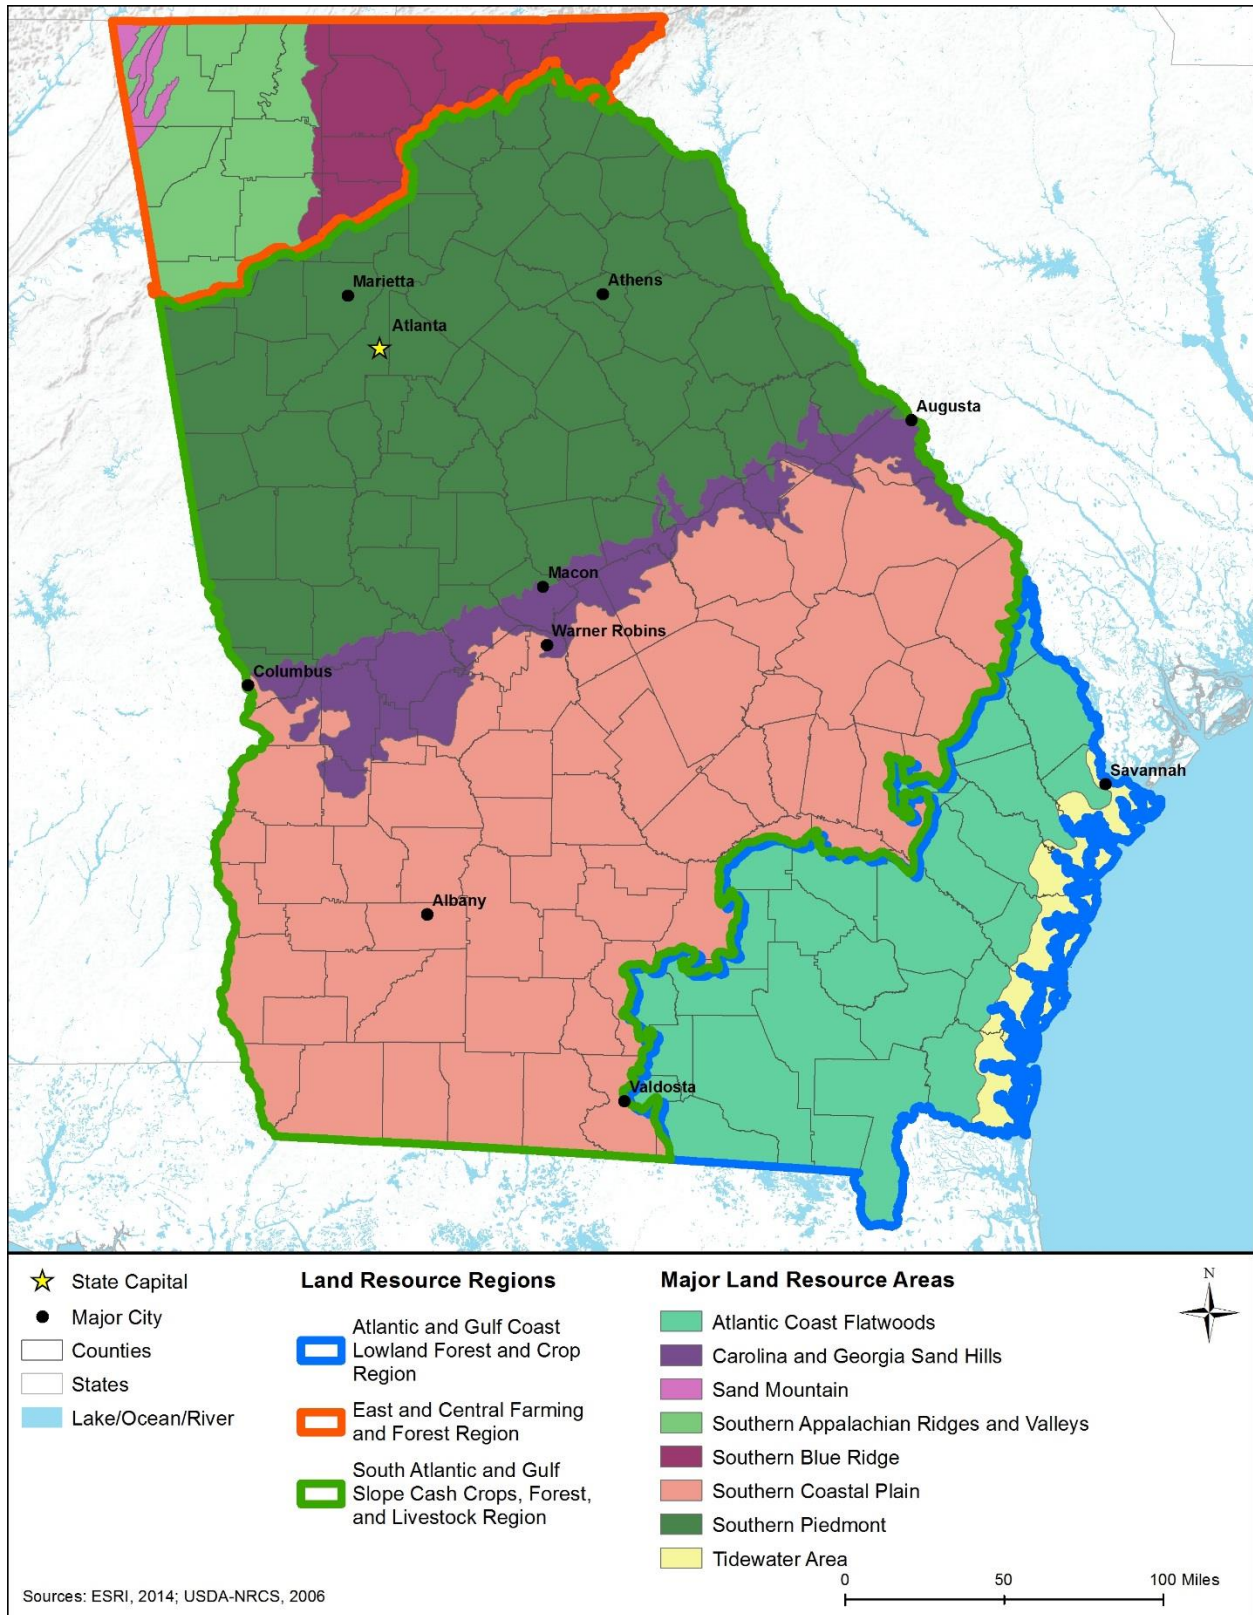 Marietta
Athens
Atlanta
Augusta
Macon
Warner Robins
Columbus
Savannah
Albany
Valdosta
State Capital
Major City
Counties
States
Lake/Ocean/River
Land Resource Regions
Atlantic and Gulf Coast
Lowland Forest and Crop
Region
East and Central Farming
and Forest Region
South Atlantic and Gulf
Slope Cash Crops, Forest,
and Livestock Region
Major Land Resource Areas
Atlantic Coast Flatwoods
Carolina and Georgia Sand Hills
Sand Mountain
Southern Appalachian Ridges and Valleys
Southern Blue Ridge
Southern Coastal Plain
Southern Piedmont
Tidewater Area
N
0 50 100 Miles
Sources: ESRI, 2014; USDA-NRCS, 2006